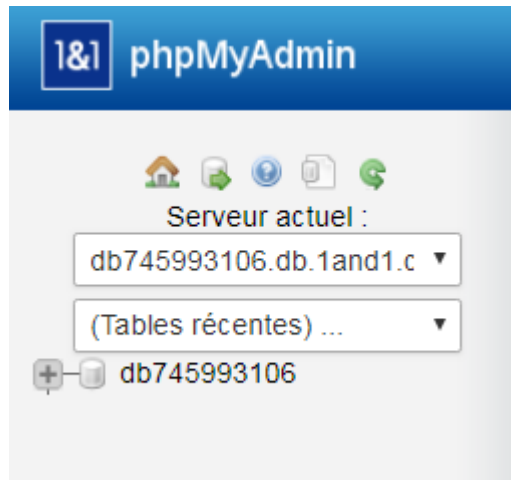 1&1 phpMyAdmin
Serveur actuel :
db745993106.db.1and1.c
(Tables récentes) ...
db745993106